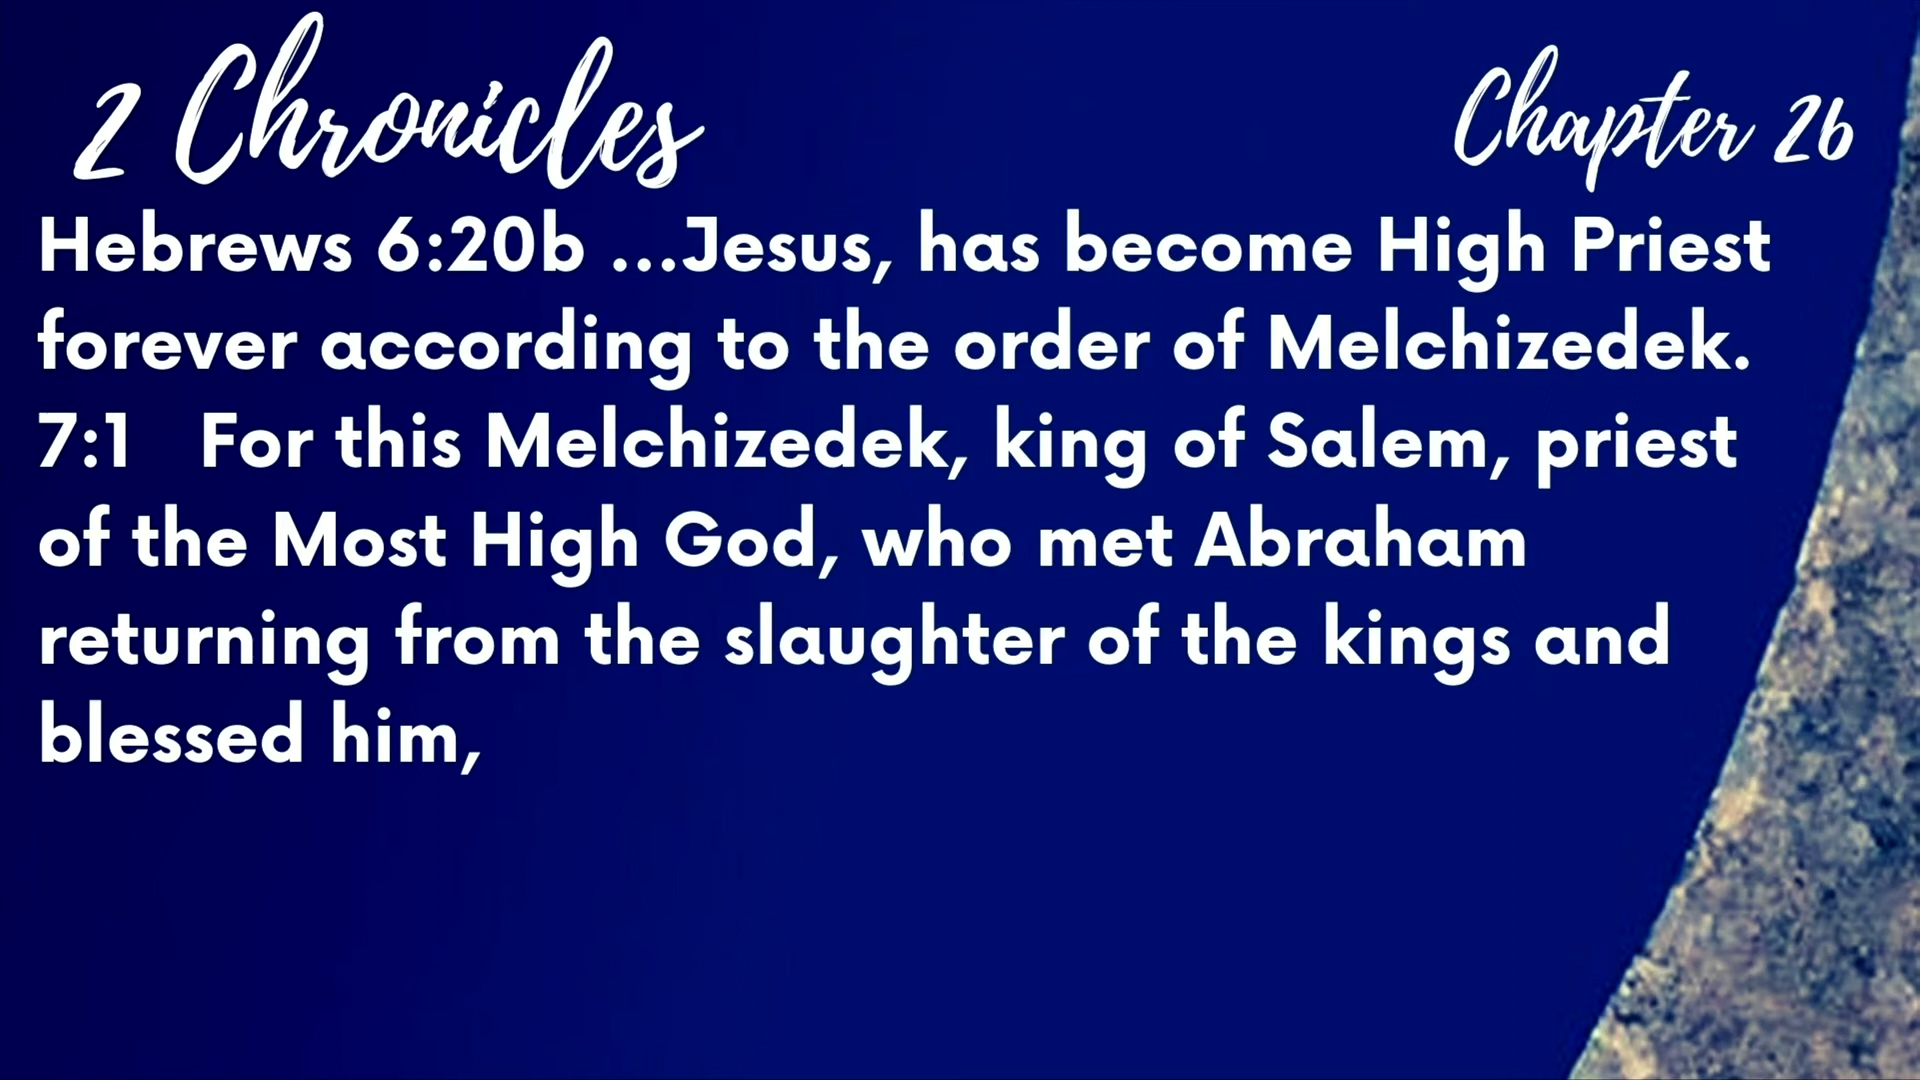 2 Chronicles
Chapter 26
Hebrews 6:20b ...Jesus, has become High Priest
forever according to the order of Melchizedek.
7:1 For this Melchizedek, king of Salem, priest
of the Most High God, who met Abraham
returning from the slaughter of the kings and
blessed him,